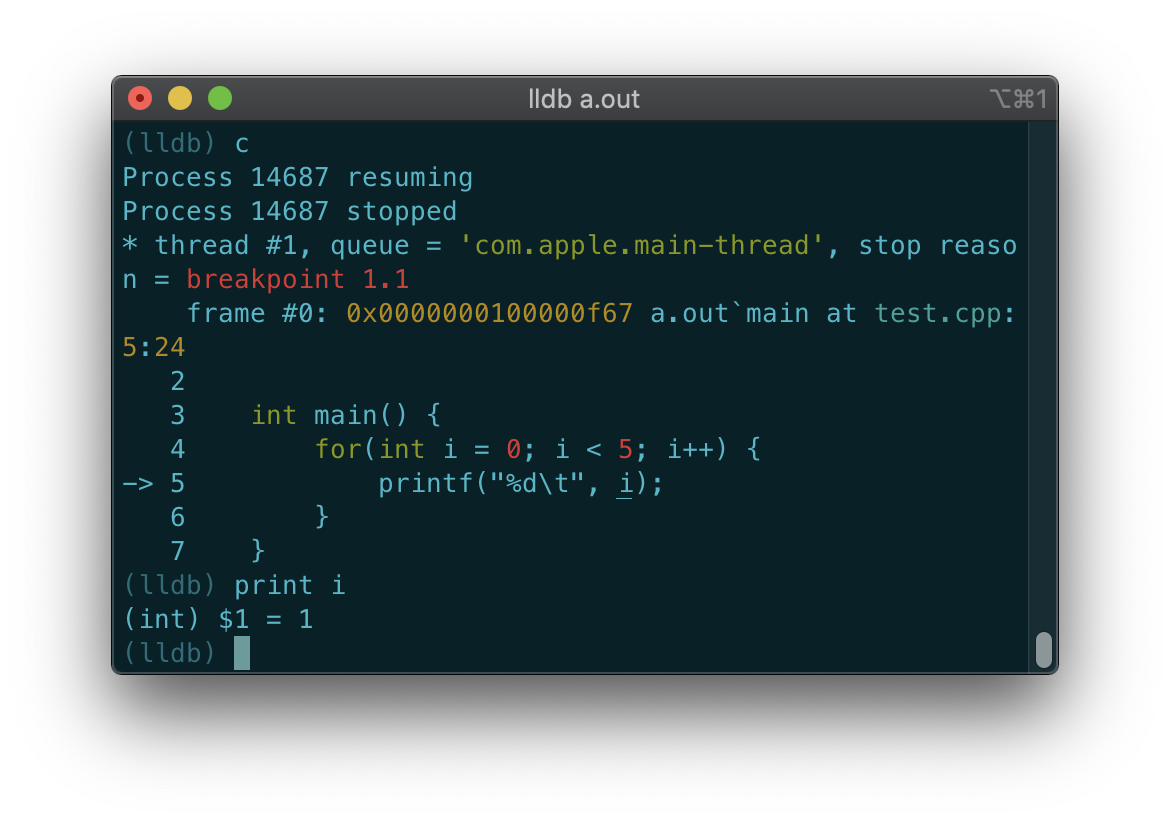 lldb a.out ⌥⌘1
(lldb) c
Process 14687 resuming
Process 14687 stopped
* thread #1, queue = 'com.apple.main-thread', stop reaso
n = breakpoint 1.1
    frame #0: 0x0000000100000f67 a.out`main at test.cpp:
5:24
   2
   3    int main() {
   4        for(int i = 0; i < 5; i++) {
-> 5            printf("%d\t", i);
   6        }
   7    }
(lldb) print i
(int) $1 = 1
(lldb)